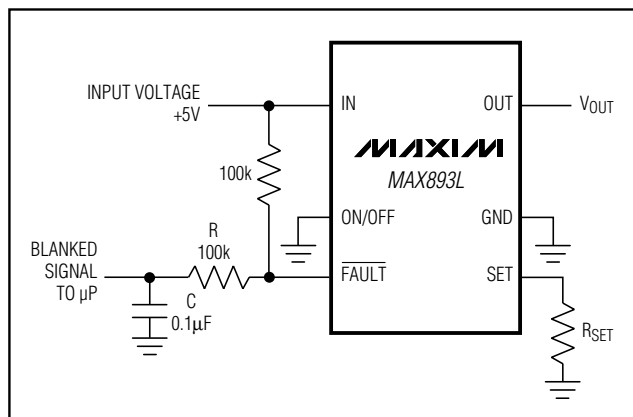 INPUT VOLTAGE
+5V
IN
OUT
VOUT
MAXIM
MAX893L
100k
ON/OFF
GND
R
100k
BLANKED
SIGNAL
TO µP
FAULT
SET
C
0.1µF
RSET